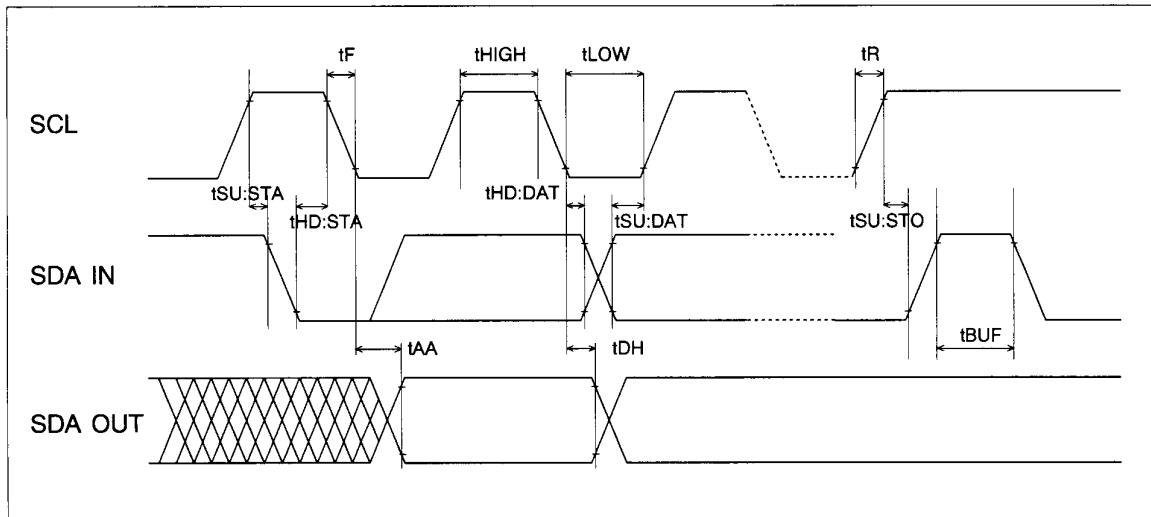 tF tHIGH tLOW tR
SCL
tSU:STA tHD:STA tHD:DAT tSU:DAT tSU:STO
SDA IN
tBUF
tAA tDH
SDA OUT